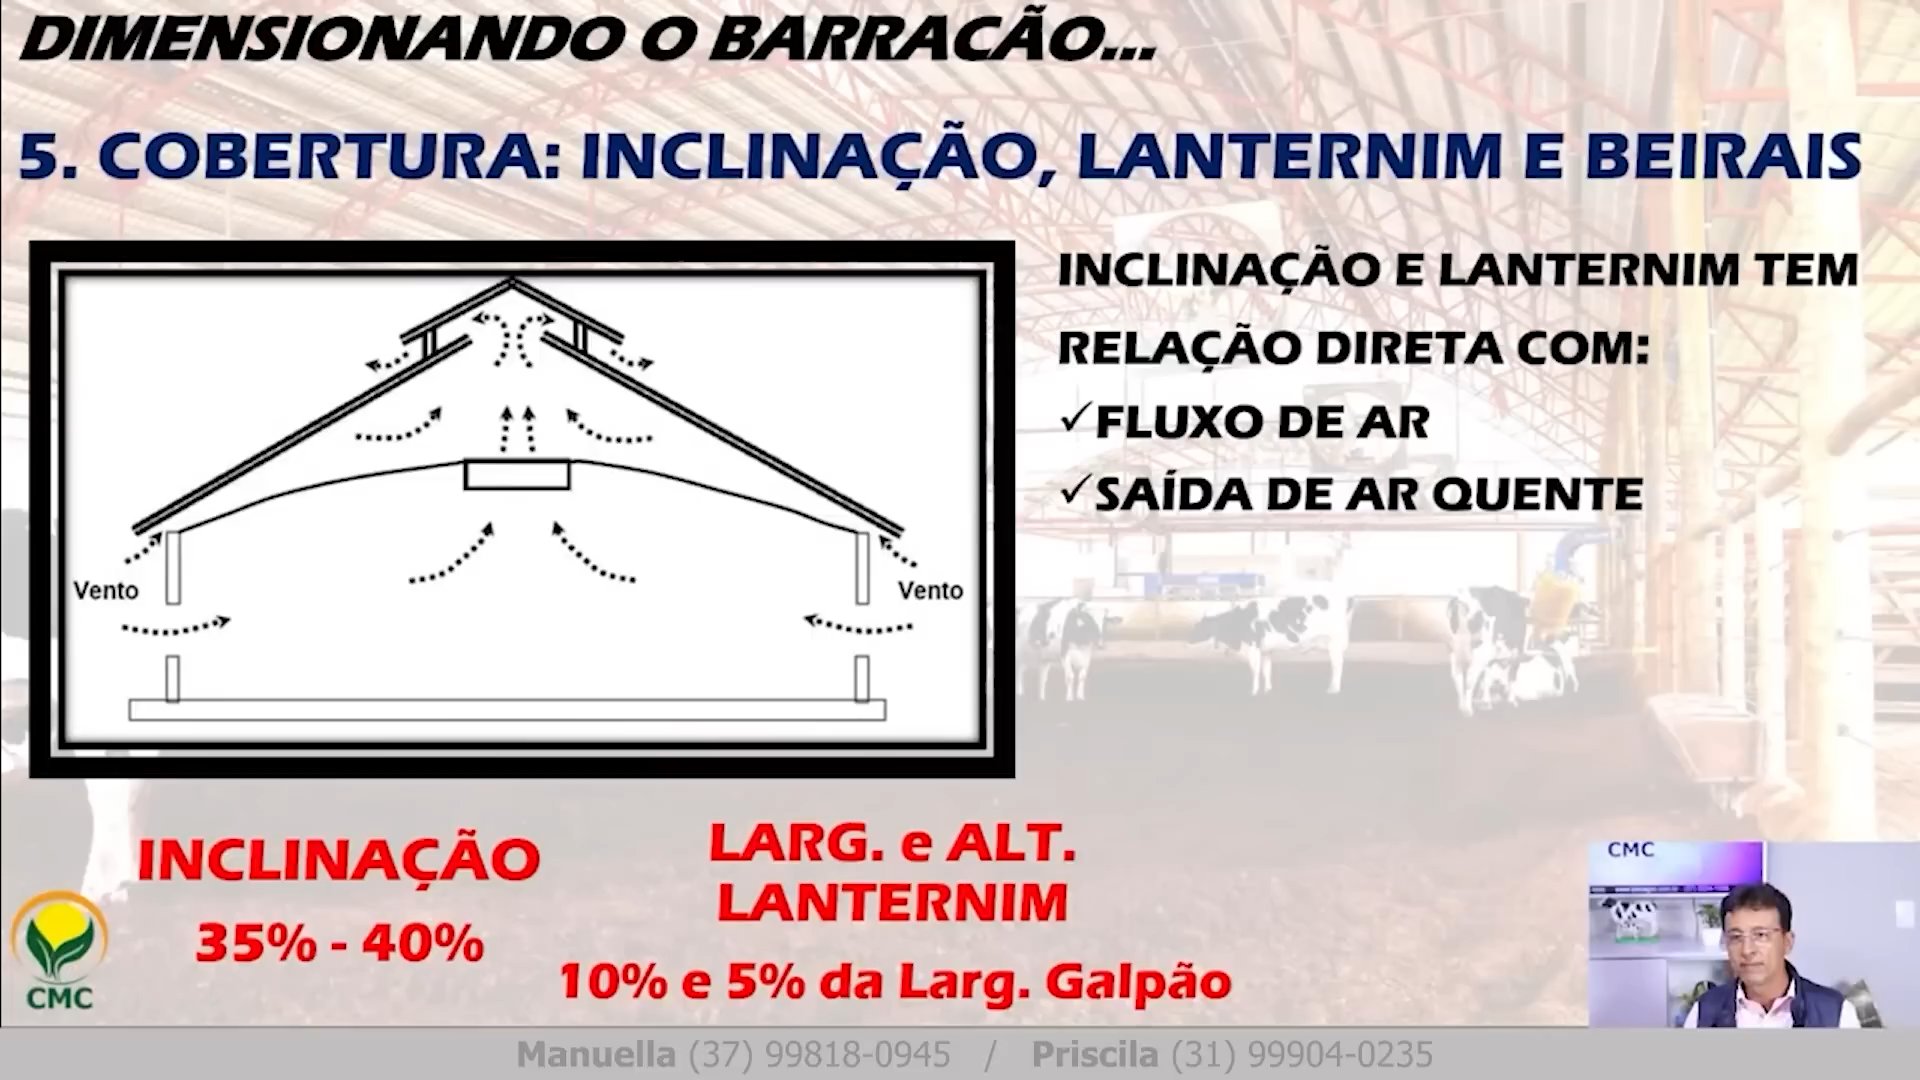 DIMENSIONANDO O BARRACÃO...
5. COBERTURA: INCLINAÇÃO, LANTERNIM E BEIRAIS
INCLINAÇÃO E LANTERNIM TEM
RELAÇÃO DIRETA COM:
✓FLUXO DE AR
✓SAÍDA DE AR QUENTE
Vento
Vento
INCLINAÇÃO
35% - 40%
LARG. e ALT.
LANTERNIM
10% e 5% da Larg. Galpão
CMC
CMC
Manuella (37) 99818-0945 / Priscila (31) 99904-0235